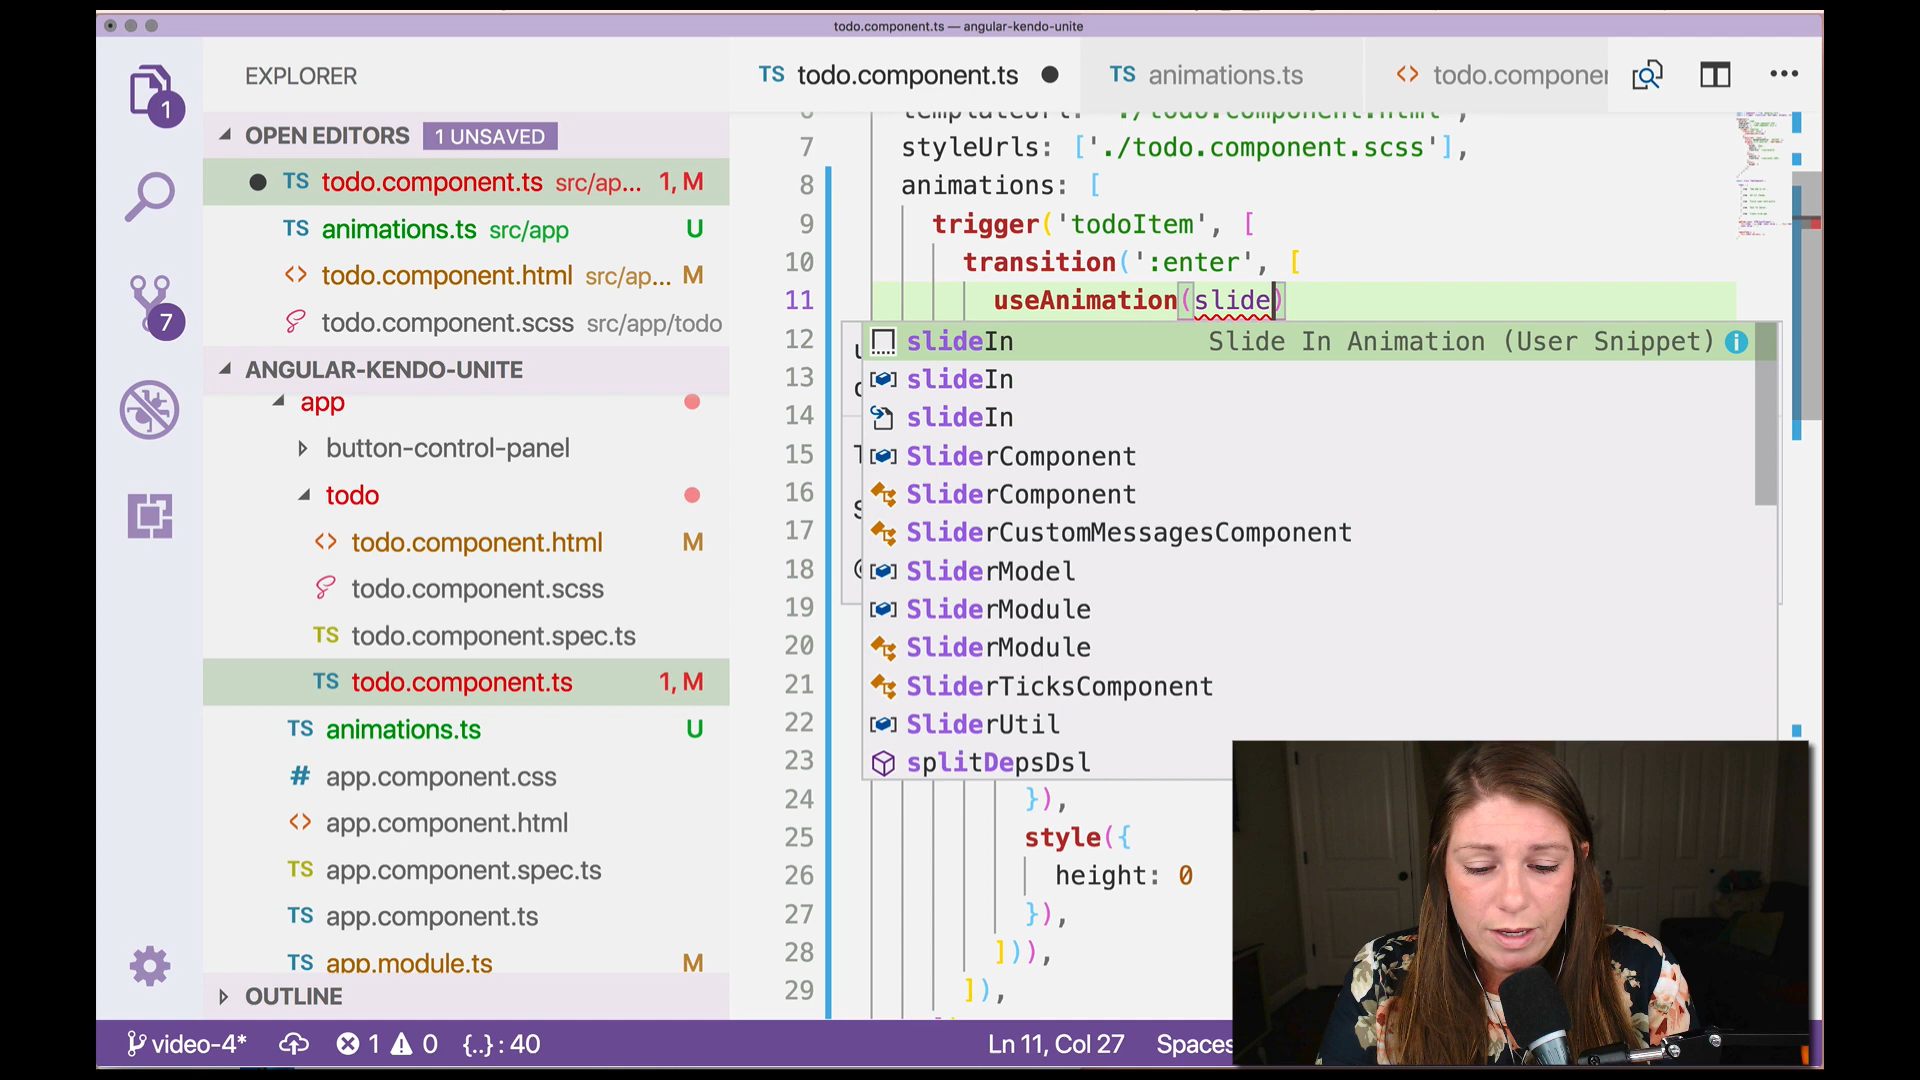 todo.component.ts — angular-kendo-unite
EXPLORER
1
OPEN EDITORS 1 UNSAVED
TS todo.component.ts src/ap... 1, M
TS animations.ts src/app U
<> todo.component.html src/ap... M
todo.component.scss src/app/todo
7
ANGULAR-KENDO-UNITE
app
button-control-panel
todo
<> todo.component.html M
todo.component.scss
TS todo.component.spec.ts
TS todo.component.ts 1, M
TS animations.ts U
# app.component.css
<> app.component.html
TS app.component.spec.ts
TS app.component.ts
TS app.module.ts M
OUTLINE
TS todo.component.ts
TS animations.ts
<> todo.componen
templateUrl: './todo.component.html',
7 styleUrls: ['./todo.component.scss'],
8 animations: [
9 trigger('todoItem', [
10 transition(':enter', [
11 useAnimation(slide)
12
13
14
15
16
17
18
19
20
21
22
23
slideIn Slide In Animation (User Snippet)
slideIn
slideIn
SliderComponent
SliderComponent
SliderCustomMessagesComponent
SliderModel
SliderModule
SliderModule
SliderTicksComponent
SliderUtil
splitDepsDsl
24 }),
25 style({
26 height: 0
27 }),
28 ])),
29 ]),
video-4* 1 0 {..} : 40 Ln 11, Col 27 Spaces